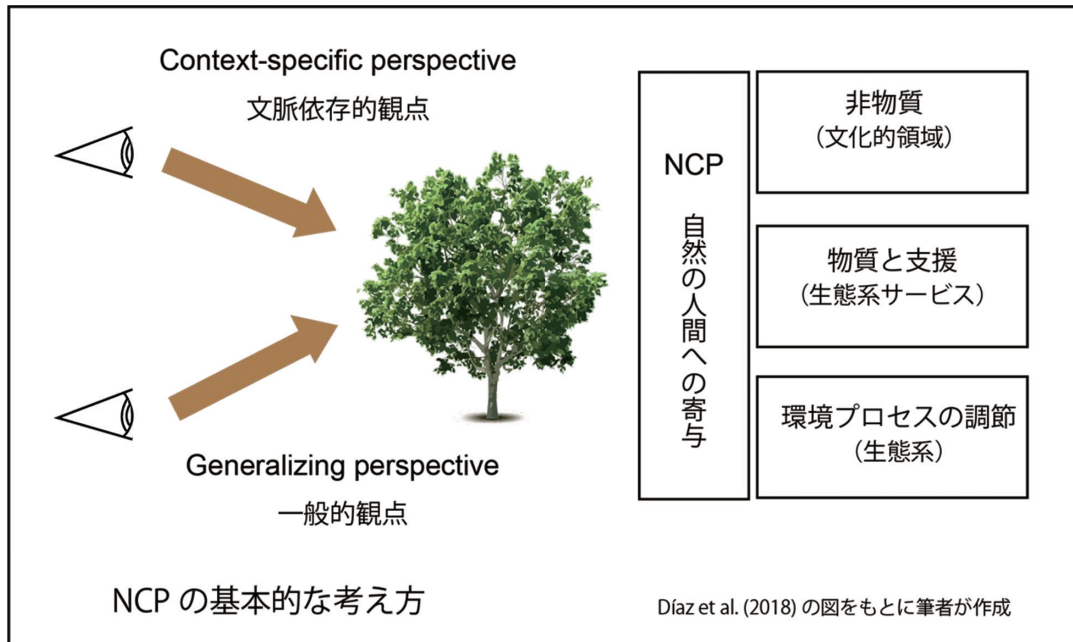 Context-specific perspective
文脈依存的観点
Generalizing perspective
一般的観点
NCP
自然の人間への寄与
非物質
（文化的領域）
物質と支援
（生態系サービス）
環境プロセスの調節
（生態系）
NCP の基本的な考え方
Díaz et al. (2018) の図をもとに筆者が作成